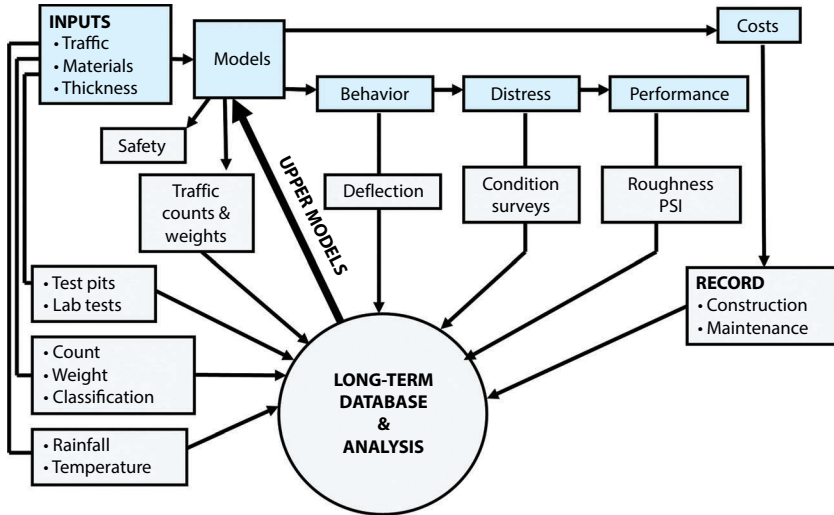 INPUTS
• Traffic
• Materials
• Thickness
Models
Costs
Behavior
Distress
Performance
Safety
Traffic
counts &
weights
UPPER MODELS
Deflection
Condition
surveys
Roughness
PSI
• Test pits
• Lab tests
RECORD
• Construction
• Maintenance
• Count
• Weight
• Classification
LONG-TERM
DATABASE
&
ANALYSIS
• Rainfall
• Temperature